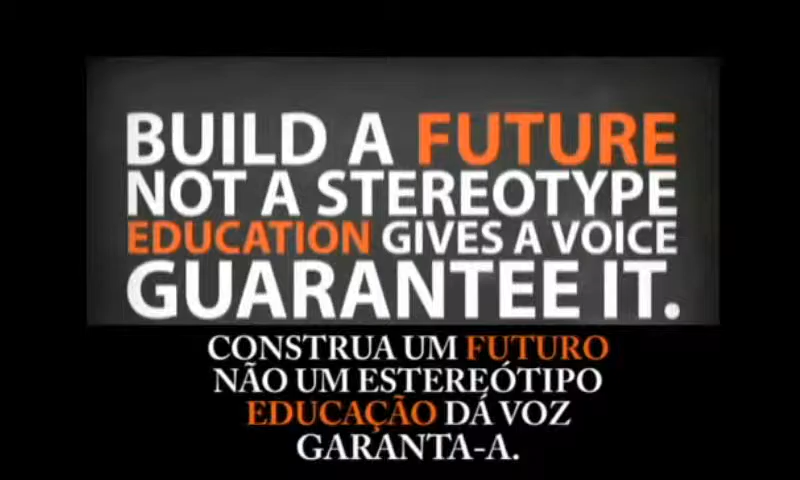 BUILD A FUTURE
NOT A STEREOTYPE
EDUCATION GIVES A VOICE
GUARANTEE IT.
CONSTRUA UM FUTURO
NÃO UM ESTEREÓTIPO
EDUCAÇÃO DÁ VOZ
GARANTA-A.